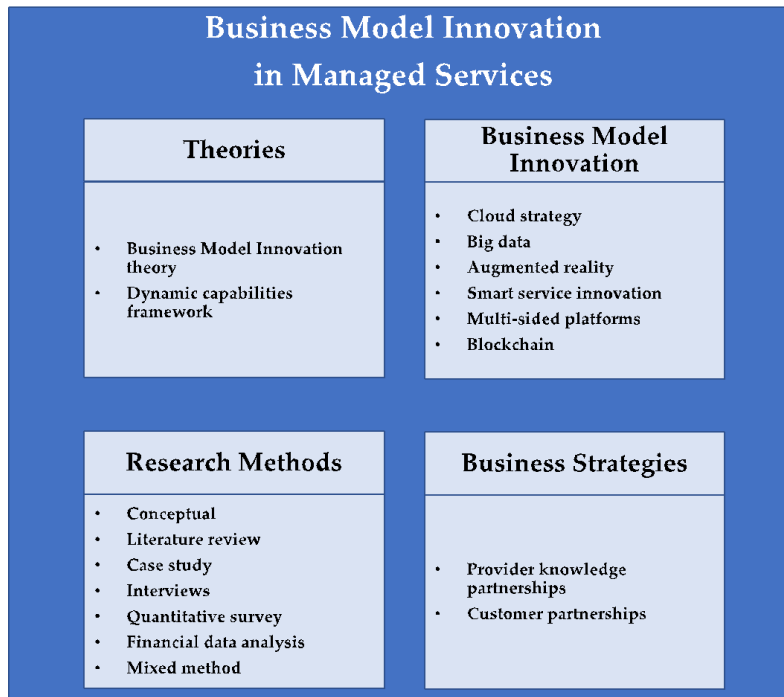 Business Model Innovation
in Managed Services
Theories
• Business Model Innovation
theory
• Dynamic capabilities
framework
Business Model
Innovation
• Cloud strategy
• Big data
• Augmented reality
• Smart service innovation
• Multi-sided platforms
• Blockchain
Research Methods
• Conceptual
• Literature review
• Case study
• Interviews
• Quantitative survey
• Financial data analysis
• Mixed method
Business Strategies
• Provider knowledge
partnerships
• Customer partnerships